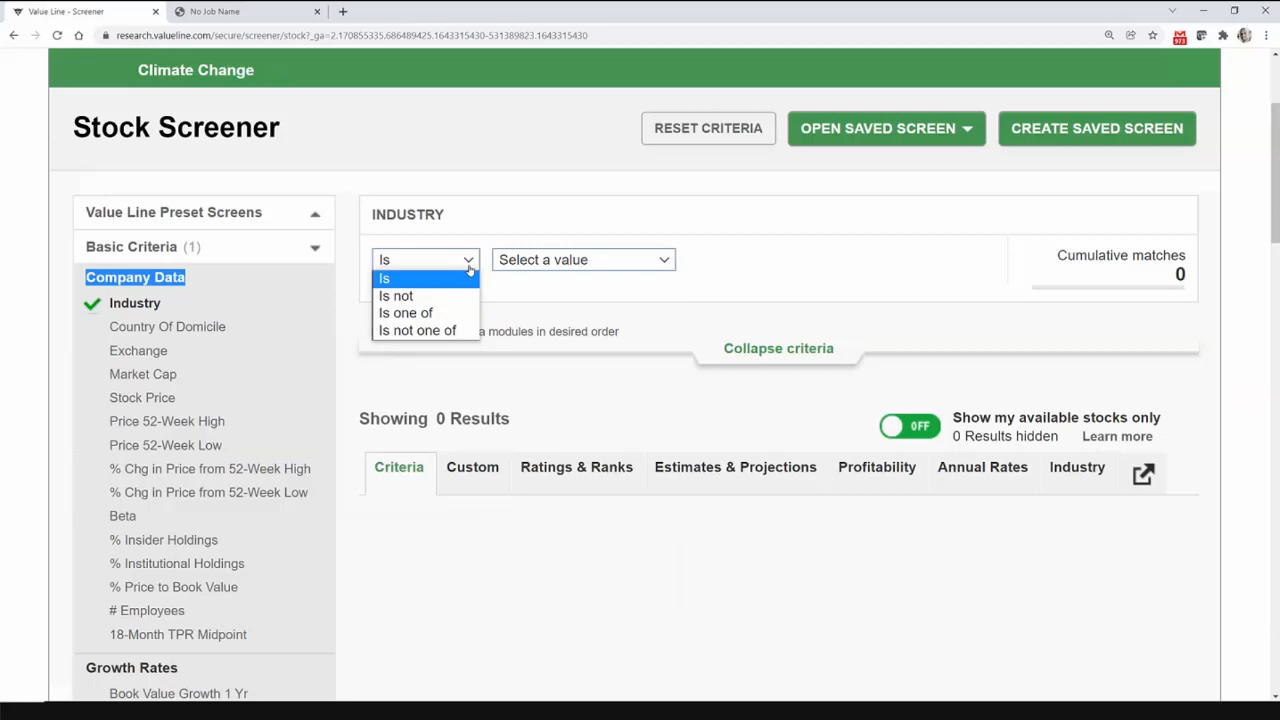 Value Line - Screener
No Job Name
research.valueline.com/secure/screener/stock?_ga=2.170855335.686489425.1643315430-531389823.1643315430
973
Climate Change
Stock Screener
RESET CRITERIA
OPEN SAVED SCREEN
CREATE SAVED SCREEN
Value Line Preset Screens
Basic Criteria (1)
Company Data
Industry
Country Of Domicile
Exchange
Market Cap
Stock Price
Price 52-Week High
Price 52-Week Low
% Chg in Price from 52-Week High
% Chg in Price from 52-Week Low
Beta
% Insider Holdings
% Institutional Holdings
% Price to Book Value
# Employees
18-Month TPR Midpoint
Growth Rates
Book Value Growth 1 Yr
INDUSTRY
Is
Select a value
Is
Is not
Is one of
Is not one of
Cumulative matches
0
a modules in desired order
Collapse criteria
Showing 0 Results
OFF
Show my available stocks only
0 Results hidden Learn more
Criteria Custom Ratings & Ranks Estimates & Projections Profitability Annual Rates Industry